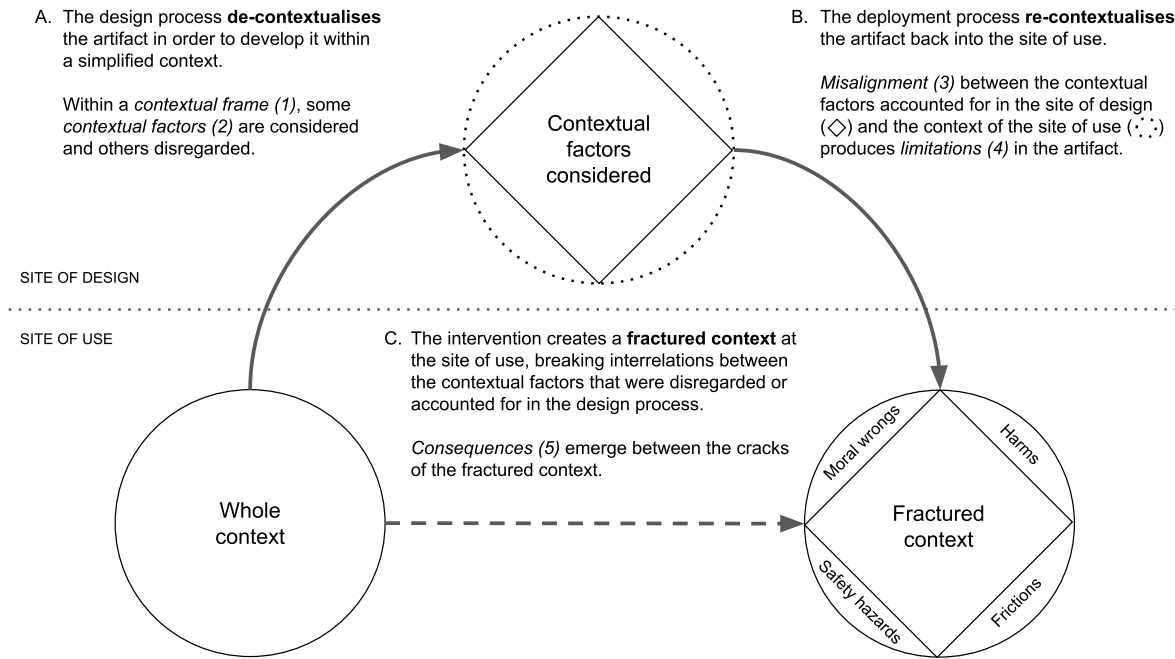 A. The design process de-contextualises
the artifact in order to develop it within
a simplified context.
Within a contextual frame (1), some
contextual factors (2) are considered
and others disregarded.
Contextual
factors
considered
B. The deployment process re-contextualises
the artifact back into the site of use.
Misalignment (3) between the contextual
factors accounted for in the site of design
(◇) and the context of the site of use (◌)
produces limitations (4) in the artifact.
SITE OF DESIGN
SITE OF USE
C. The intervention creates a fractured context at
the site of use, breaking interrelations between
the contextual factors that were disregarded or
accounted for in the design process.
Consequences (5) emerge between the cracks
of the fractured context.
Whole
context
Moral wrongs
Harms
Fractured
context
Safety hazards
Frictions